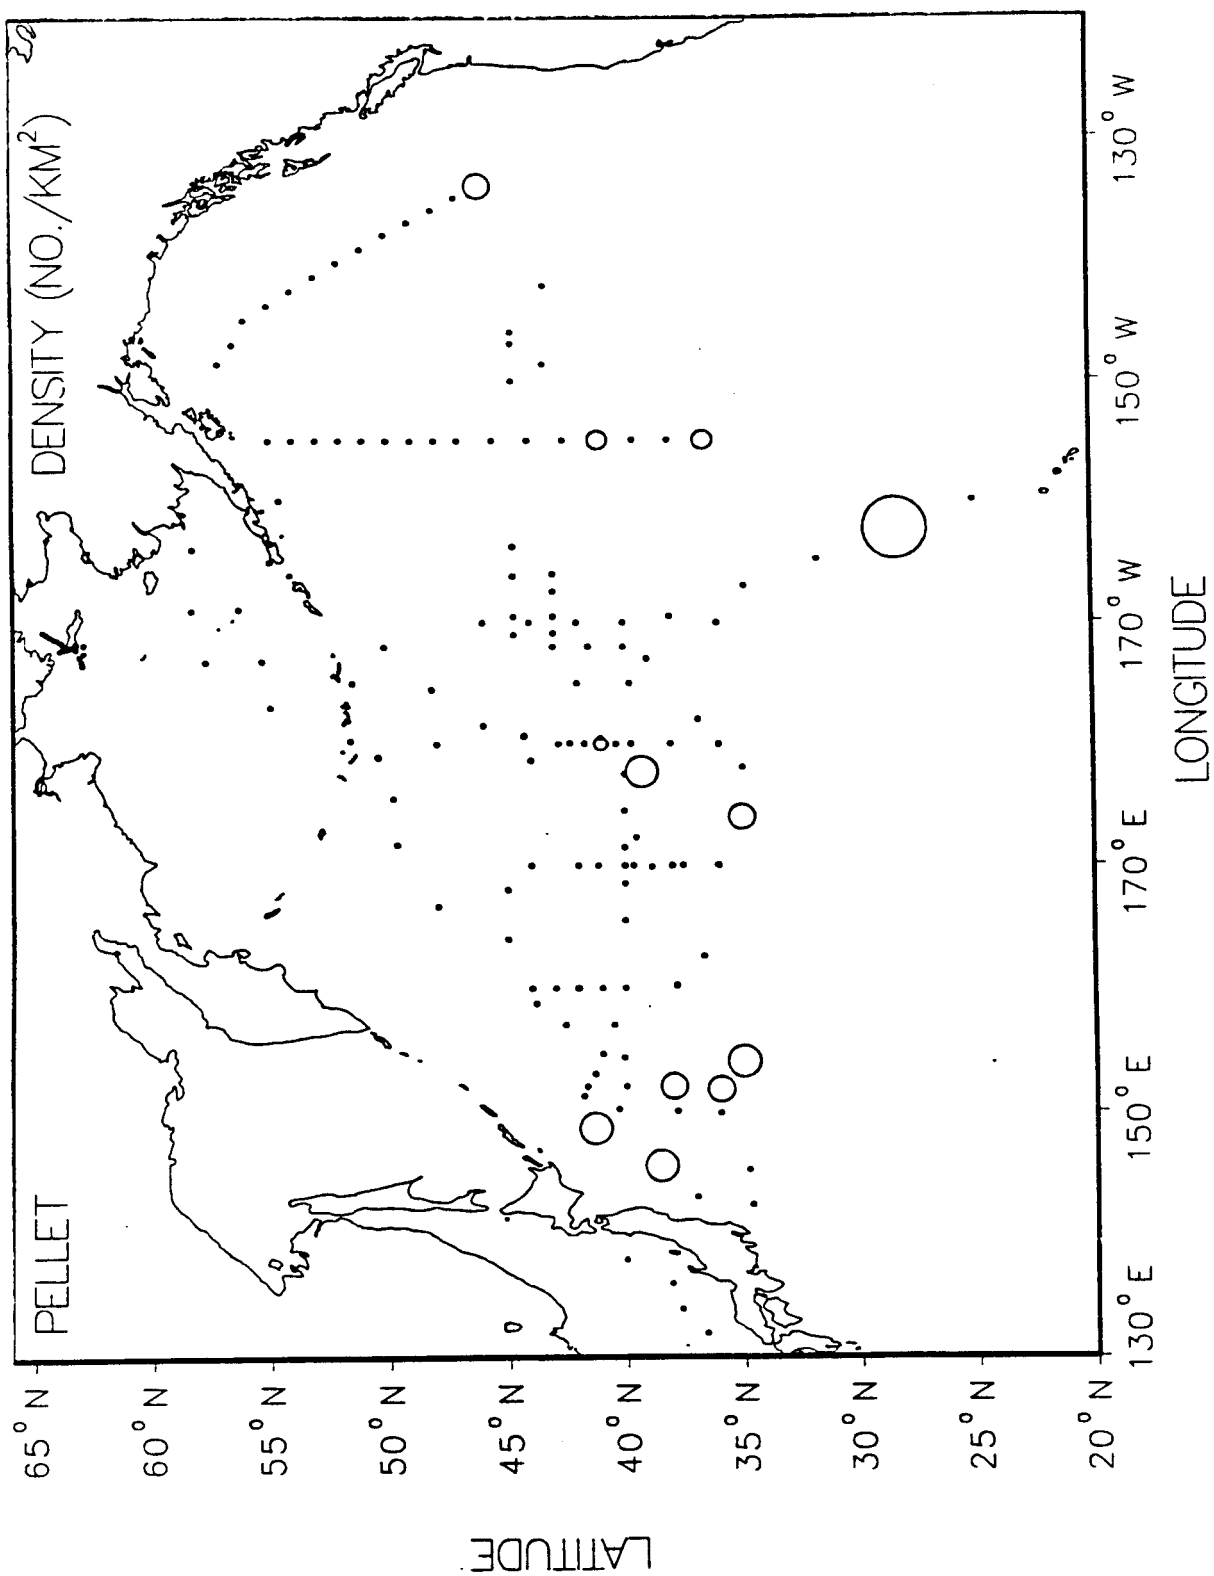 PELLET DENSITY (NO./KM²)
65° N
60° N
55° N
50° N
45° N
40° N
35° N
30° N
25° N
20° N
LATITUDE
130° E
150° E
170° E
170° W
150° W
130° W
LONGITUDE